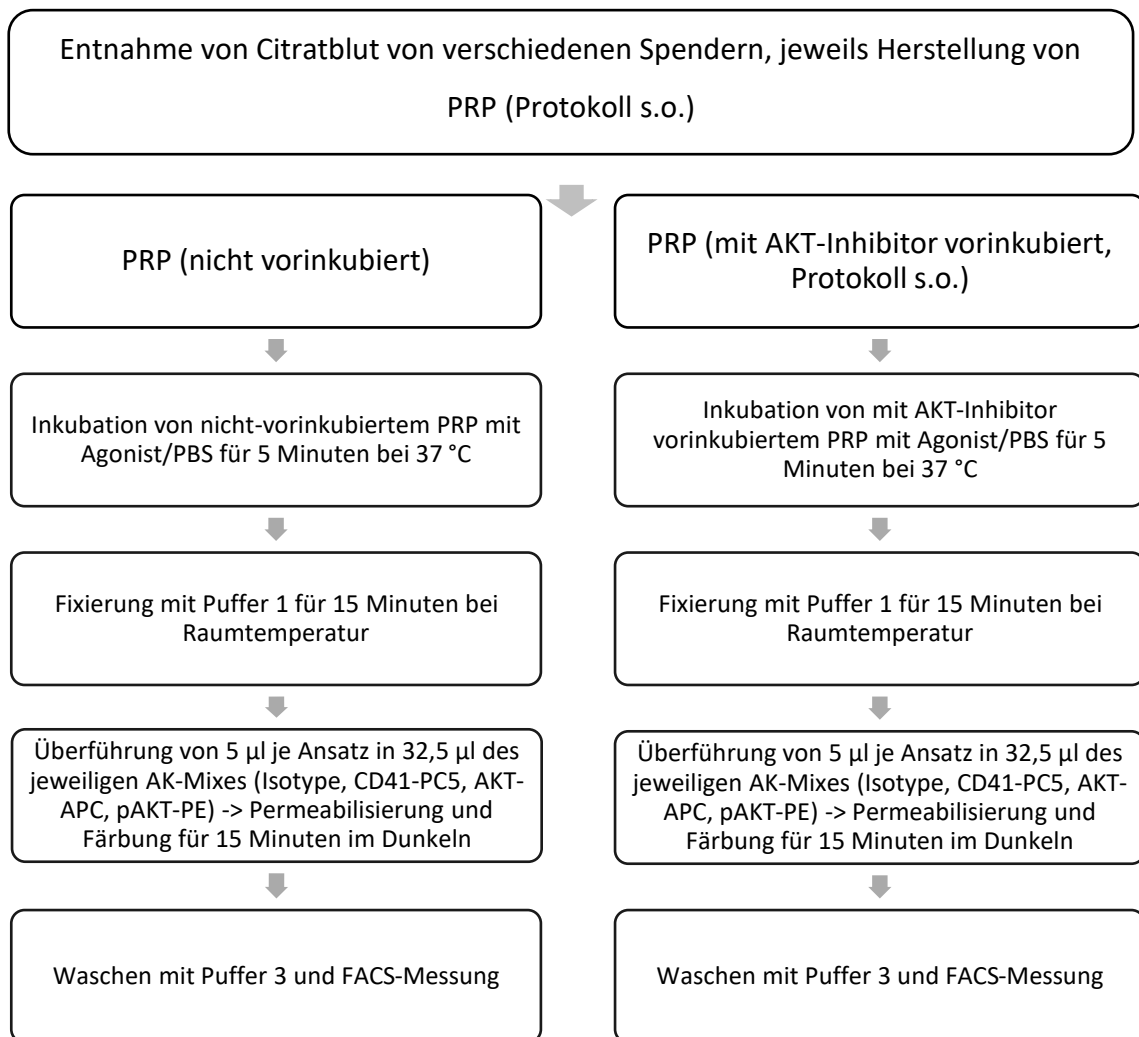 Entnahme von Citratblut von verschiedenen Spendern, jeweils Herstellung von
PRP (Protokoll s.o.)
PRP (nicht vorinkubiert)
PRP (mit AKT-Inhibitor vorinkubiert,
Protokoll s.o.)
Inkubation von nicht-vorinkubiertem PRP mit
Agonist/PBS für 5 Minuten bei 37 °C
Inkubation von mit AKT-Inhibitor
vorinkubiertem PRP mit Agonist/PBS für 5
Minuten bei 37 °C
Fixierung mit Puffer 1 für 15 Minuten bei
Raumtemperatur
Fixierung mit Puffer 1 für 15 Minuten bei
Raumtemperatur
Überführung von 5 µl je Ansatz in 32,5 µl des
jeweiligen AK-Mixes (Isotype, CD41-PC5, AKT-
APC, pAKT-PE) -> Permeabilisierung und
Färbung für 15 Minuten im Dunkeln
Überführung von 5 µl je Ansatz in 32,5 µl des
jeweiligen AK-Mixes (Isotype, CD41-PC5, AKT-
APC, pAKT-PE) -> Permeabilisierung und
Färbung für 15 Minuten im Dunkeln
Waschen mit Puffer 3 und FACS-Messung
Waschen mit Puffer 3 und FACS-Messung